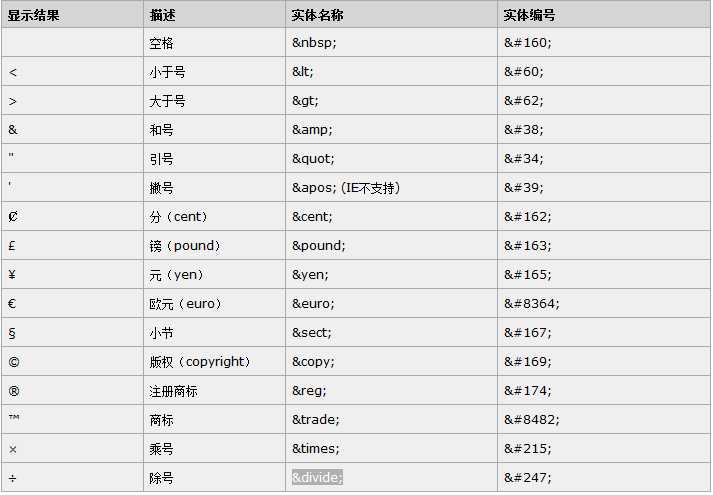 显示结果 描述 实体名称 实体编号
空格 &nbsp; &#160;
< 小于号 &lt; &#60;
> 大于号 &gt; &#62;
& 和号 &amp; &#38;
" 引号 &quot; &#34;
' 撇号 &apos; (IE不支持) &#39;
₡ 分（cent） &cent; &#162;
£ 镑（pound） &pound; &#163;
¥ 元（yen） &yen; &#165;
€ 欧元（euro） &euro; &#8364;
§ 小节 &sect; &#167;
© 版权（copyright） &copy; &#169;
® 注册商标 &reg; &#174;
™ 商标 &trade; &#8482;
× 乘号 &times; &#215;
÷ 除号 &divide; &#247;